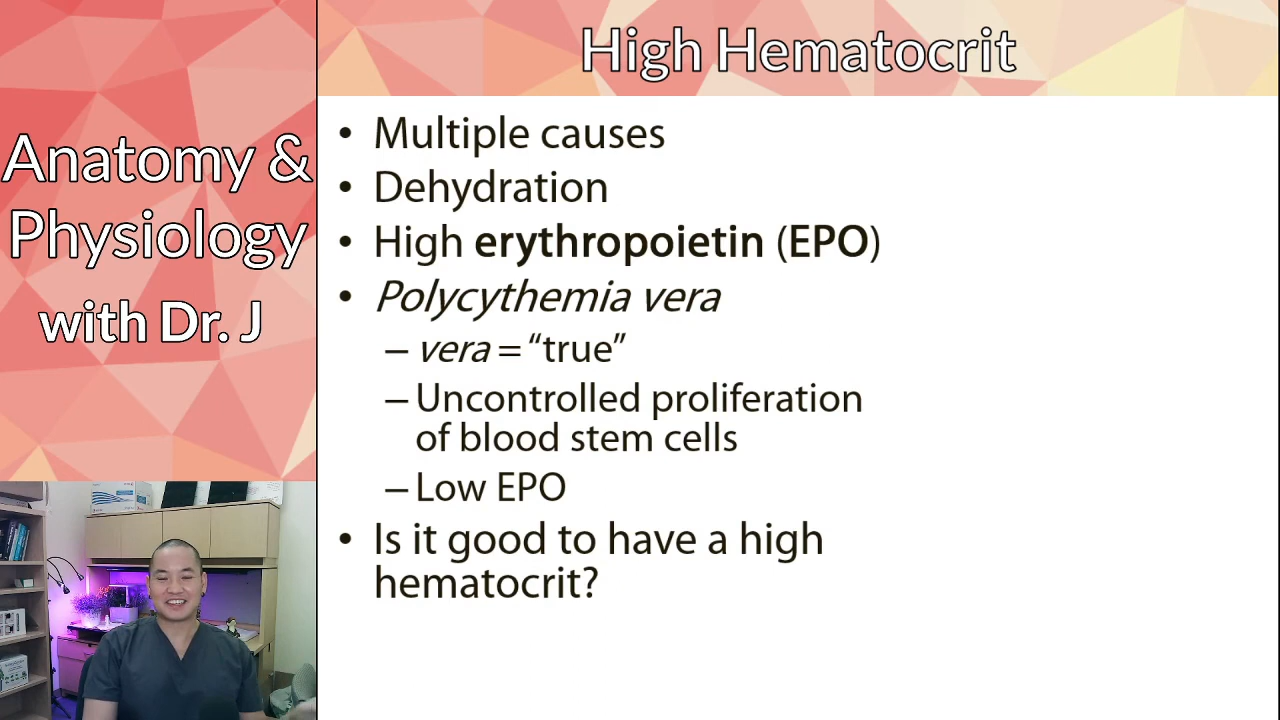 Anatomy &
Physiology
with Dr. J
High Hematocrit
• Multiple causes
• Dehydration
• High erythropoietin (EPO)
• Polycythemia vera
– vera = “true”
– Uncontrolled proliferation
of blood stem cells
– Low EPO
• Is it good to have a high
hematocrit?